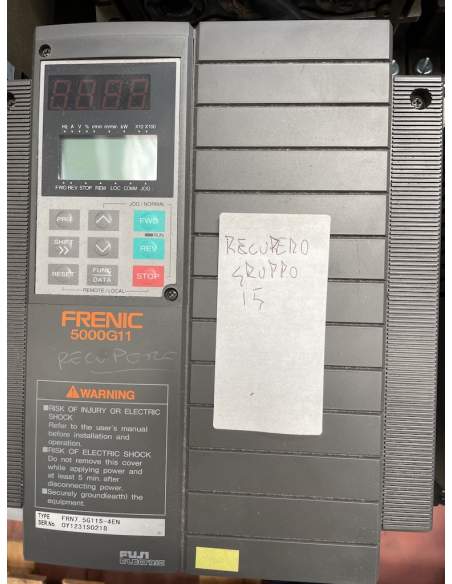 Hz A V % r/min m/min kW X10 X100
FWD REV STOP REM LOC COMM JOG
JOG / NORMAL
PRG
FWD
RUN
SHIFT
REV
RESET
FUNC
DATA
STOP
REMOTE / LOCAL
FRENIC
5000G11
WARNING
RISK OF INJURY OR ELECTRIC
SHOCK
Refer to the user's manual
before installation and
operation.
RISK OF ELECTRIC SHOCK
Do not remove this cover
while applying power and
at least 5 min. after
disconnecting power.
Securely ground(earth) the
equipment.
TYPE FRN7.5G11S-4EN
SER.No
FUJI
ELECTRIC
RECUPERO
GRUPPO
15